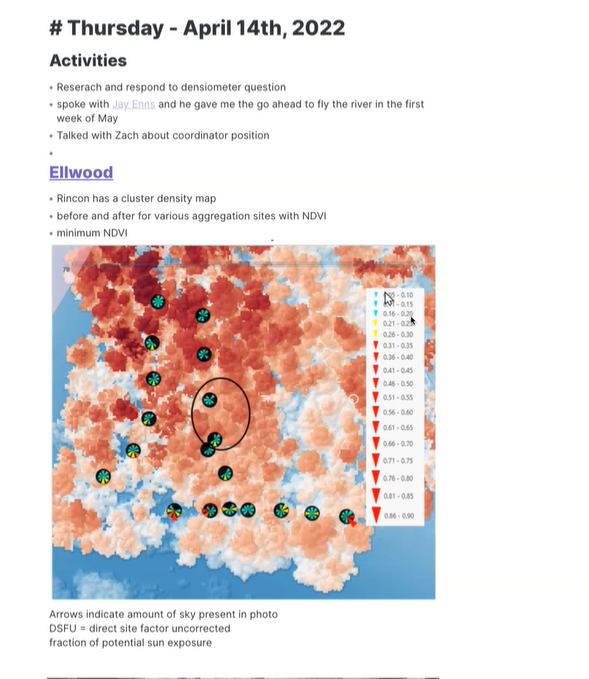 # Thursday - April 14th, 2022
Activities
• Reserach and respond to densiometer question
• spoke with Jay Enns and he gave me the go ahead to fly the river in the first
week of May
• Talked with Zach about coordinator position
•
Ellwood
• Rincon has a cluster density map
• before and after for various aggregation sites with NDVI
• minimum NDVI
- 0.10
- 0.15
0.16 - 0.20
0.21 -
0.26 - 0.30
0.31 - 0.35
0.36 - 0.40
0.41 - 0.45
0.46 - 0.50
0.51 - 0.55
0.56 - 0.60
0.61 - 0.65
0.66 - 0.70
0.71 - 0.75
0.76 - 0.80
0.81 - 0.85
0.86 - 0.90
Arrows indicate amount of sky present in photo
DSFU = direct site factor uncorrected
fraction of potential sun exposure